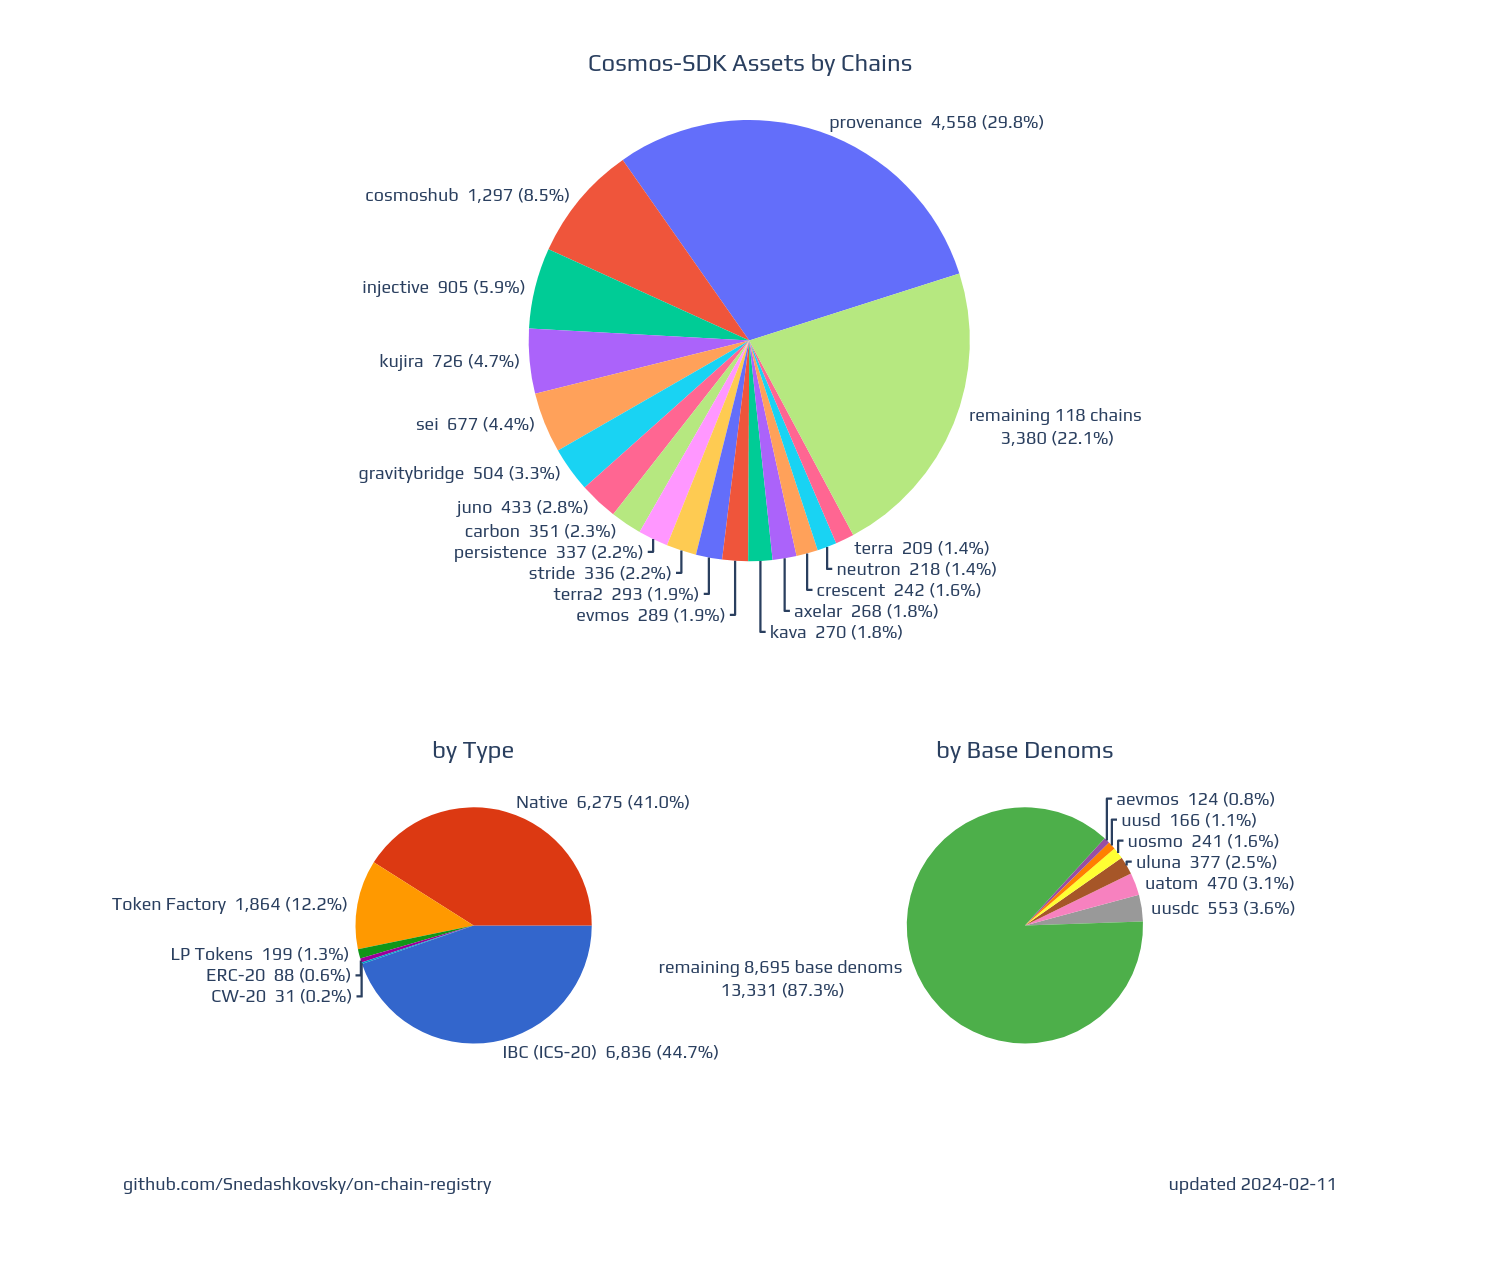 Cosmos-SDK Assets by Chains
provenance 4,558 (29.8%)
cosmoshub 1,297 (8.5%)
injective 905 (5.9%)
kujira 726 (4.7%)
sei 677 (4.4%)
gravitybridge 504 (3.3%)
juno 433 (2.8%)
carbon 351 (2.3%)
persistence 337 (2.2%)
stride 336 (2.2%)
terra2 293 (1.9%)
evmos 289 (1.9%)
kava 270 (1.8%)
axelar 268 (1.8%)
crescent 242 (1.6%)
neutron 218 (1.4%)
terra 209 (1.4%)
remaining 118 chains
3,380 (22.1%)
by Type
Native 6,275 (41.0%)
Token Factory 1,864 (12.2%)
LP Tokens 199 (1.3%)
ERC-20 88 (0.6%)
CW-20 31 (0.2%)
IBC (ICS-20) 6,836 (44.7%)
by Base Denoms
aevmos 124 (0.8%)
uusd 166 (1.1%)
uosmo 241 (1.6%)
uluna 377 (2.5%)
uatom 470 (3.1%)
uusdc 553 (3.6%)
remaining 8,695 base denoms
13,331 (87.3%)
github.com/Snedashkovsky/on-chain-registry
updated 2024-02-11